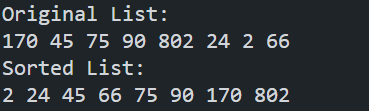 Original List:
170 45 75 90 802 24 2 66
Sorted List:
2 24 45 66 75 90 170 802